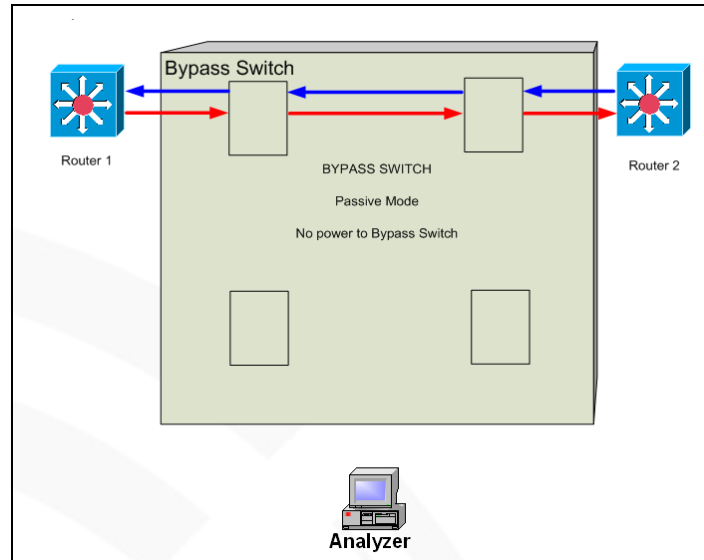 Bypass Switch
Router 1
Router 2
BYPASS SWITCH
Passive Mode
No power to Bypass Switch
Analyzer